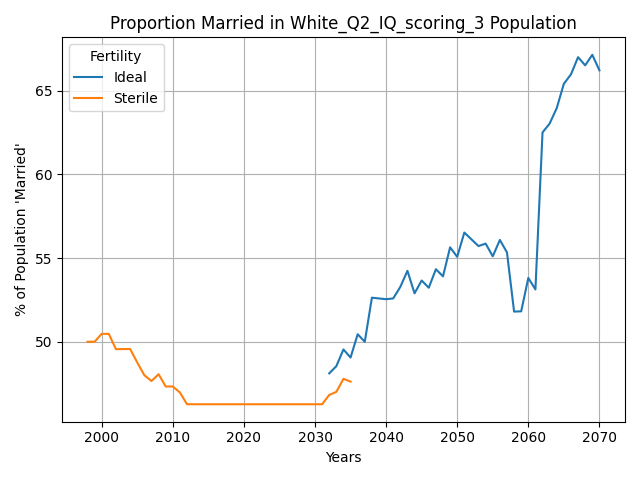 Proportion Married in White_Q2_IQ_scoring_3 Population
Fertility
Ideal
Sterile
% of Population 'Married'
65
60
55
50
2000 2010 2020 2030 2040 2050 2060 2070
Years